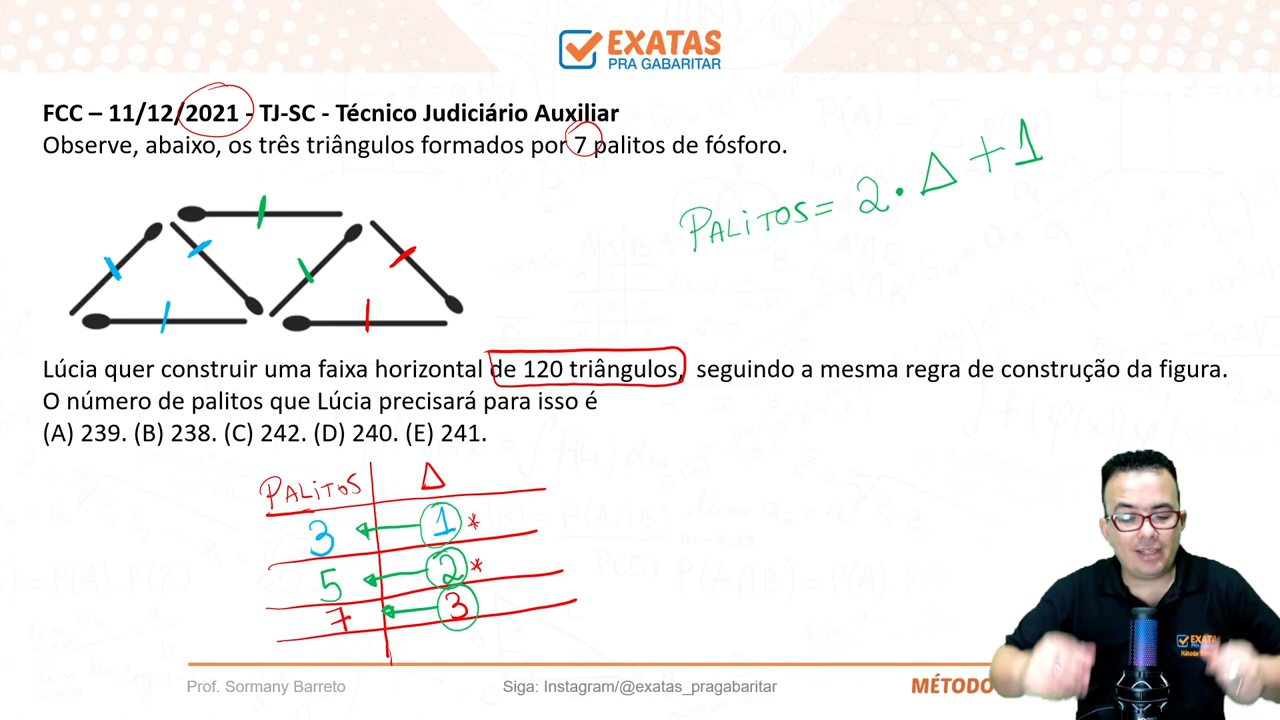 EXATAS
PRA GABARITAR
FCC – 11/12/2021 - TJ-SC - Técnico Judiciário Auxiliar
Observe, abaixo, os três triângulos formados por 7 palitos de fósforo.
PALITOS = 2 . Δ + 1
Lúcia quer construir uma faixa horizontal de 120 triângulos, seguindo a mesma regra de construção da figura.
O número de palitos que Lúcia precisará para isso é
(A) 239. (B) 238. (C) 242. (D) 240. (E) 241.
PALITOS Δ
3 1 *
5 2 *
7 3
EXATAS
Prof. Sormany Barreto
Siga: Instagram/@exatas_pragabaritar
MÉTODO